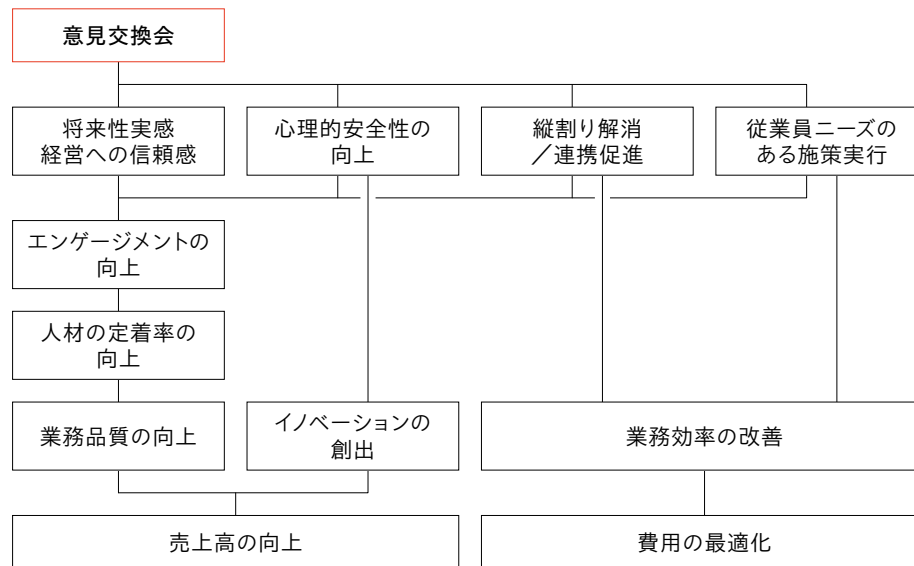 意見交換会
将来性実感
経営への信頼感
心理的安全性の
向上
縦割り解消
／連携促進
従業員ニーズの
ある施策実行
エンゲージメントの
向上
人材の定着率の
向上
業務品質の向上
イノベーションの
創出
業務効率の改善
売上高の向上
費用の最適化